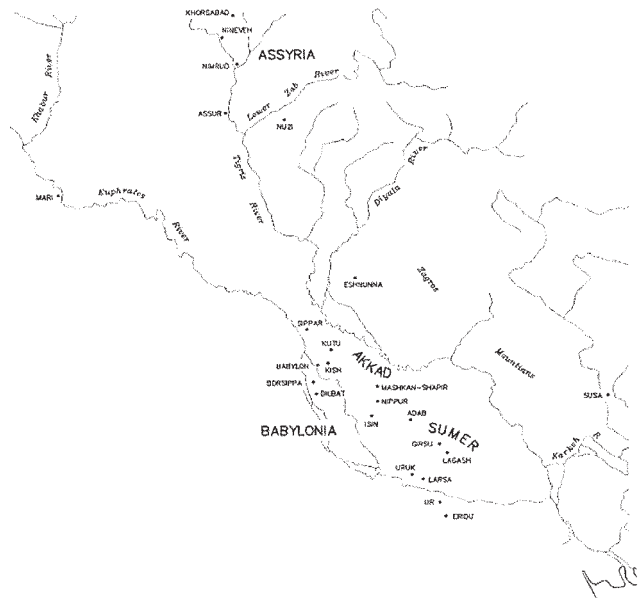 KHORSABAD
NINEVEH
ASSYRIA
NIMRUD
Khabur River
Lower Zab River
ASSUR
NUZI
Tigris River
Diyala River
MARI
Euphrates River
ESHNUNNA
Zagros Mountains
SIPPAR
KUTU
AKKAD
BABYLON
KISH
BORSIPPA
DILBAT
MASHKAN-SHAPIR
NIPPUR
SUSA
ISIN
ADAB
BABYLONIA
SUMER
GIRSU
LAGASH
Karkeh R.
URUK
LARSA
UR
ERIDU